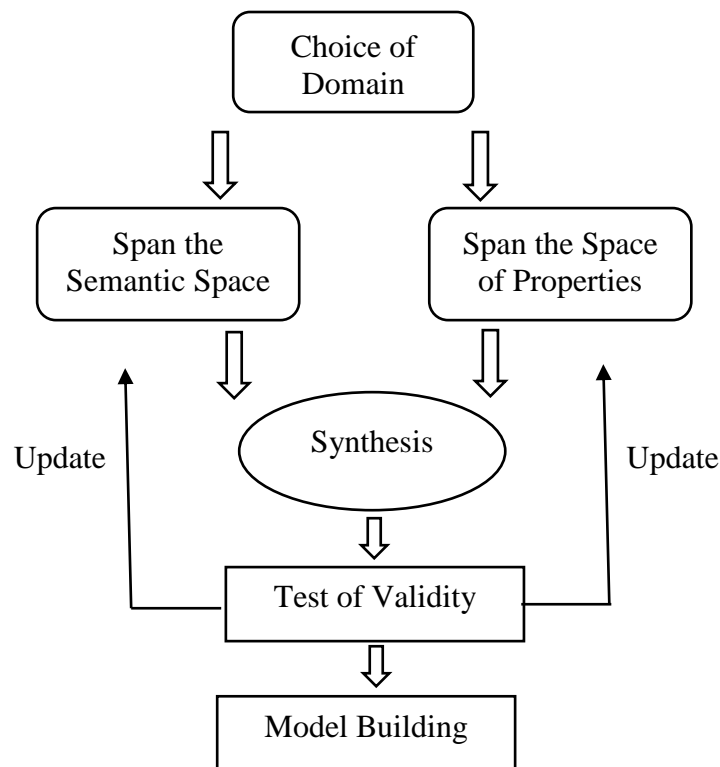 Choice of
Domain
Span the
Semantic Space
Span the Space
of Properties
Synthesis
Update
Update
Test of Validity
Model Building